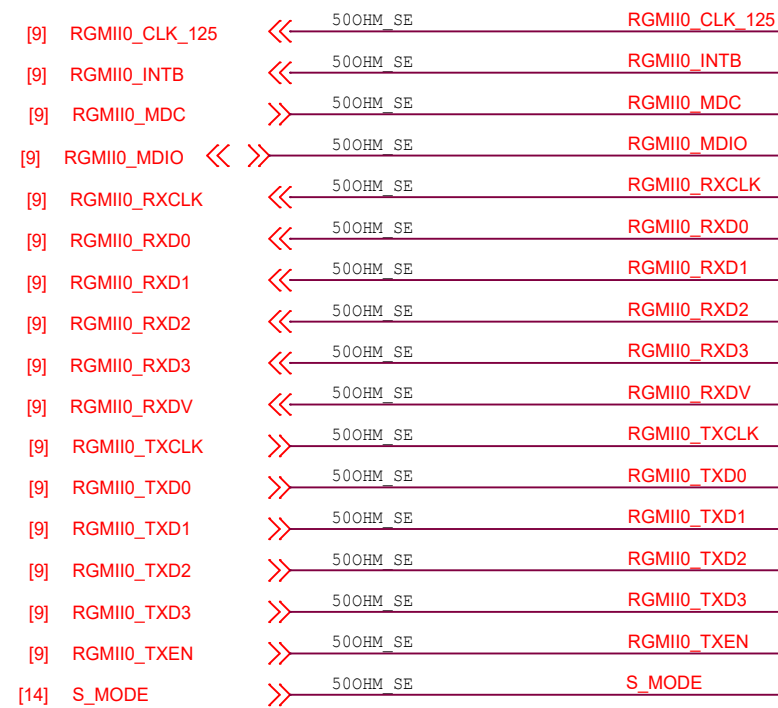 [9] RGMII0_CLK_125 50OHM_SE RGMII0_CLK_125
[9] RGMII0_INTB 50OHM_SE RGMII0_INTB
[9] RGMII0_MDC 50OHM_SE RGMII0_MDC
[9] RGMII0_MDIO 50OHM_SE RGMII0_MDIO
[9] RGMII0_RXCLK 50OHM_SE RGMII0_RXCLK
[9] RGMII0_RXD0 50OHM_SE RGMII0_RXD0
[9] RGMII0_RXD1 50OHM_SE RGMII0_RXD1
[9] RGMII0_RXD2 50OHM_SE RGMII0_RXD2
[9] RGMII0_RXD3 50OHM_SE RGMII0_RXD3
[9] RGMII0_RXDV 50OHM_SE RGMII0_RXDV
[9] RGMII0_TXCLK 50OHM_SE RGMII0_TXCLK
[9] RGMII0_TXD0 50OHM_SE RGMII0_TXD0
[9] RGMII0_TXD1 50OHM_SE RGMII0_TXD1
[9] RGMII0_TXD2 50OHM_SE RGMII0_TXD2
[9] RGMII0_TXD3 50OHM_SE RGMII0_TXD3
[9] RGMII0_TXEN 50OHM_SE RGMII0_TXEN
[14] S_MODE 50OHM_SE S_MODE